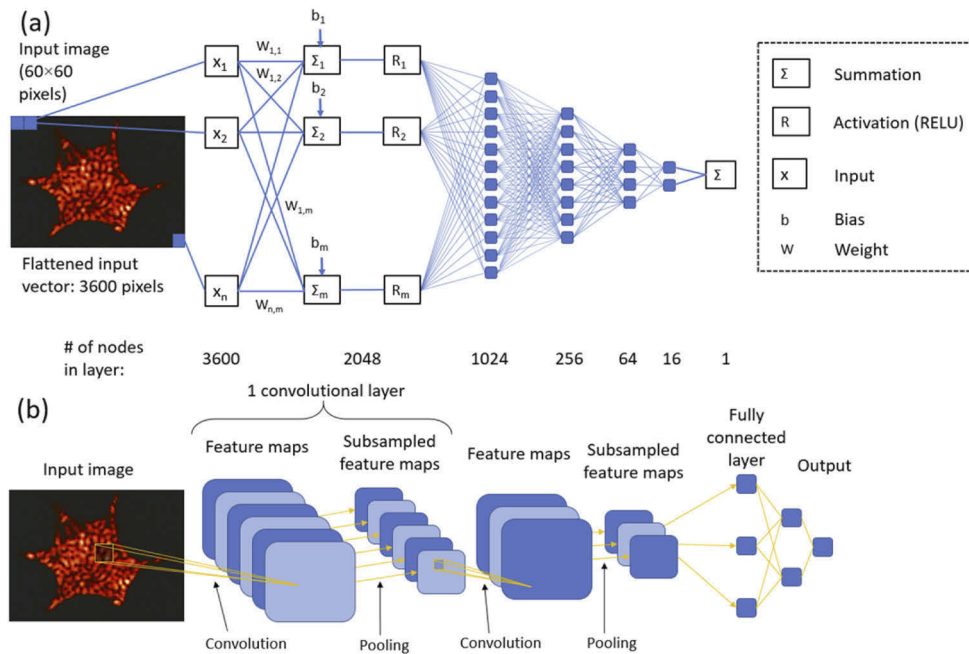 (a)
Input image
(60×60
pixels)
Flattened input
vector: 3600 pixels
x1
x2
xn
W1,1
W1,2
W1,m
Wn,m
b1
b2
bm
Σ1
Σ2
Σm
R1
R2
Rm
Σ
Σ Summation
R Activation (RELU)
x Input
b Bias
W Weight
# of nodes
in layer:
3600 2048 1024 256 64 16 1
(b)
1 convolutional layer
Input image
Feature maps
Subsampled
feature maps
Feature maps
Subsampled
feature maps
Fully
connected
layer
Output
Convolution
Pooling
Convolution
Pooling